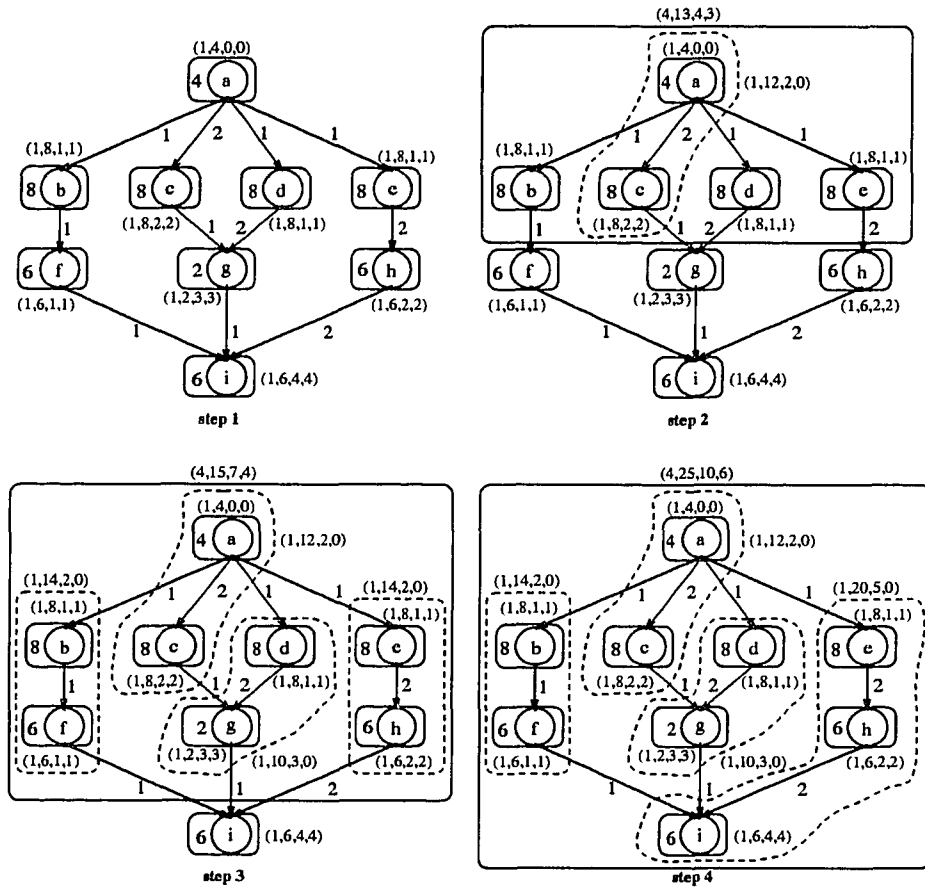 (1,4,0,0)
4 a
1 2 1 1
(1,8,1,1) (1,8,1,1)
8 b 8 c 8 d 8 e
(1,8,2,2) (1,8,1,1)
1 1 2 2
6 f 2 g 6 h
(1,6,1,1) (1,2,3,3) (1,6,2,2)
1 1 2
6 i (1,6,4,4)
step 1
(4,13,4,3)
(1,4,0,0)
4 a (1,12,2,0)
1 2 1 1
(1,8,1,1) (1,8,1,1)
8 b 8 c 8 d 8 e
(1,8,2,2) (1,8,1,1)
1 1 2 2
6 f 2 g 6 h
(1,6,1,1) (1,2,3,3) (1,6,2,2)
1 1 2
6 i (1,6,4,4)
step 2
(4,15,7,4)
(1,4,0,0)
4 a (1,12,2,0)
1 2 1 1
(1,14,2,0) (1,14,2,0)
(1,8,1,1) (1,8,1,1)
8 b 8 c 8 d 8 e
(1,8,2,2) (1,8,1,1)
1 1 2 2
6 f 2 g 6 h
(1,6,1,1) (1,2,3,3) (1,10,3,0) (1,6,2,2)
1 1 2
6 i (1,6,4,4)
step 3
(4,25,10,6)
(1,4,0,0)
4 a (1,12,2,0)
1 2 1 1
(1,14,2,0) (1,20,5,0)
(1,8,1,1) (1,8,1,1)
8 b 8 c 8 d 8 e
(1,8,2,2) (1,8,1,1)
1 1 2 2
6 f 2 g 6 h
(1,6,1,1) (1,2,3,3) (1,10,3,0) (1,6,2,2)
1 1 2
6 i (1,6,4,4)
step 4